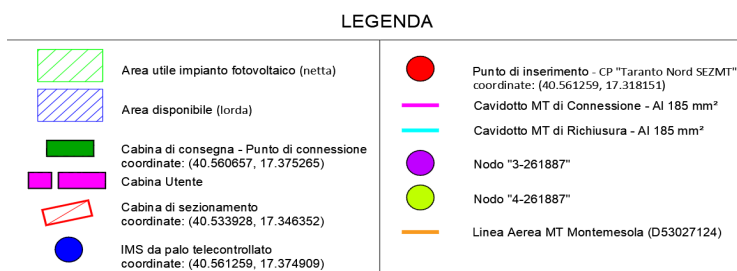 LEGENDA
Area utile impianto fotovoltaico (netta)
Area disponibile (lorda)
Cabina di consegna - Punto di connessione
coordinate: (40.560657, 17.375265)
Cabina Utente
Cabina di sezionamento
coordinate: (40.533928, 17.346352)
IMS da palo telecontrollato
coordinate: (40.561259, 17.374909)
Punto di inserimento - CP "Taranto Nord SEZMT"
coordinate: (40.561259, 17.318151)
Cavidotto MT di Connessione - Al 185 mm²
Cavidotto MT di Richiusura - Al 185 mm²
Nodo "3-261887"
Nodo "4-261887"
Linea Aerea MT Montemesola (D53027124)